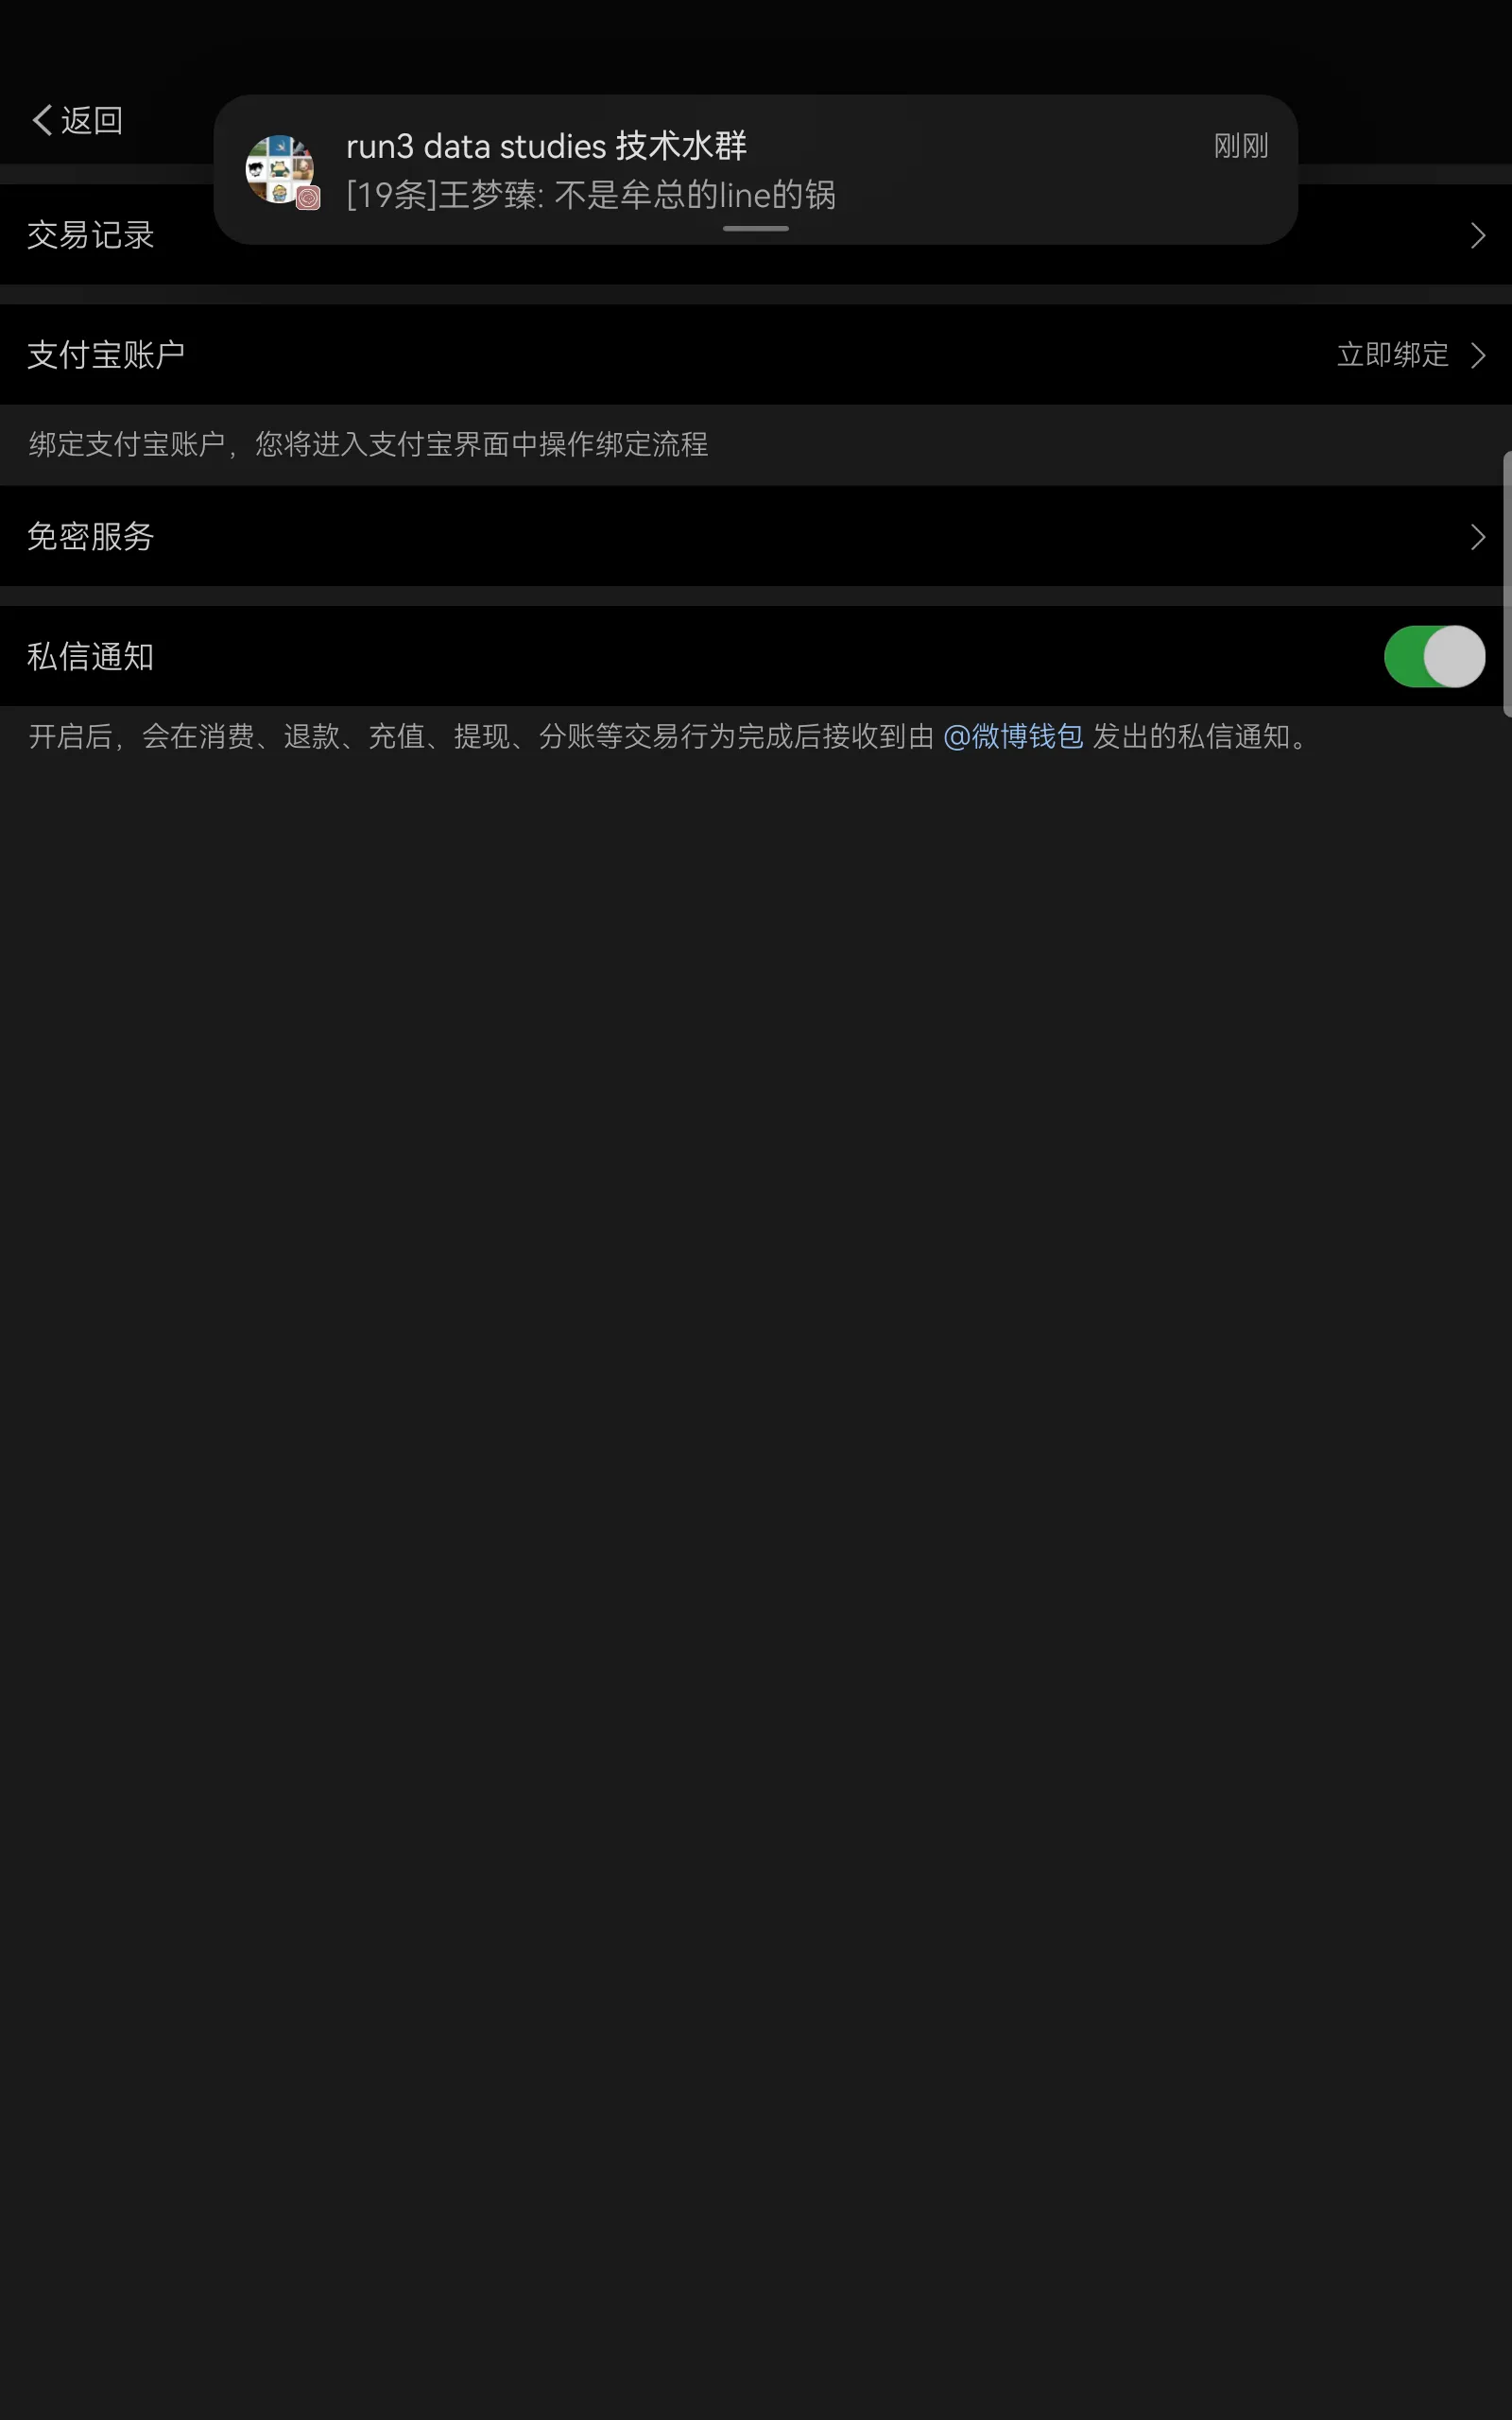 返回
run3 data studies 技术水群
刚刚
[19条]王梦臻: 不是牟总的line的锅
交易记录
支付宝账户
立即绑定
绑定支付宝账户，您将进入支付宝界面中操作绑定流程
免密服务
私信通知
开启后，会在消费、退款、充值、提现、分账等交易行为完成后接收到由 @微博钱包 发出的私信通知。